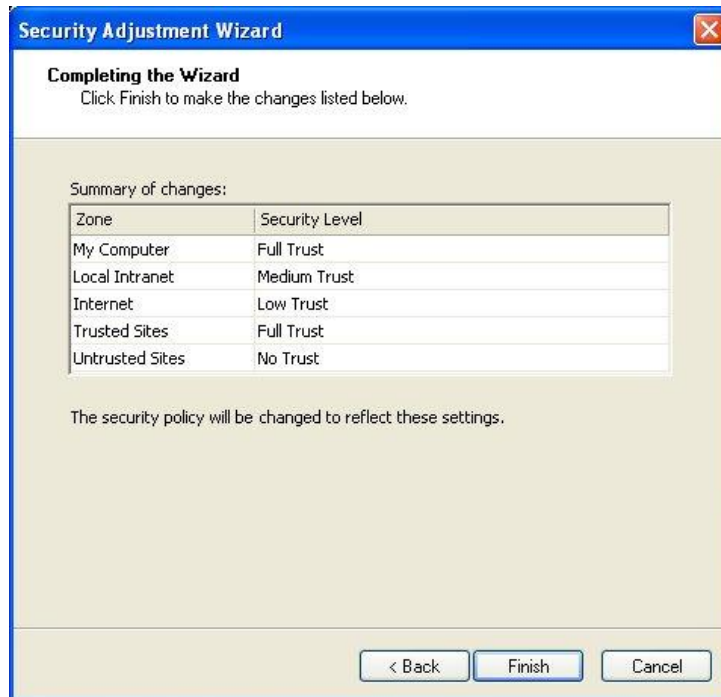 Security Adjustment Wizard
Completing the Wizard
Click Finish to make the changes listed below.
Summary of changes:
Zone Security Level
My Computer Full Trust
Local Intranet Medium Trust
Internet Low Trust
Trusted Sites Full Trust
Untrusted Sites No Trust
The security policy will be changed to reflect these settings.
< Back Finish Cancel